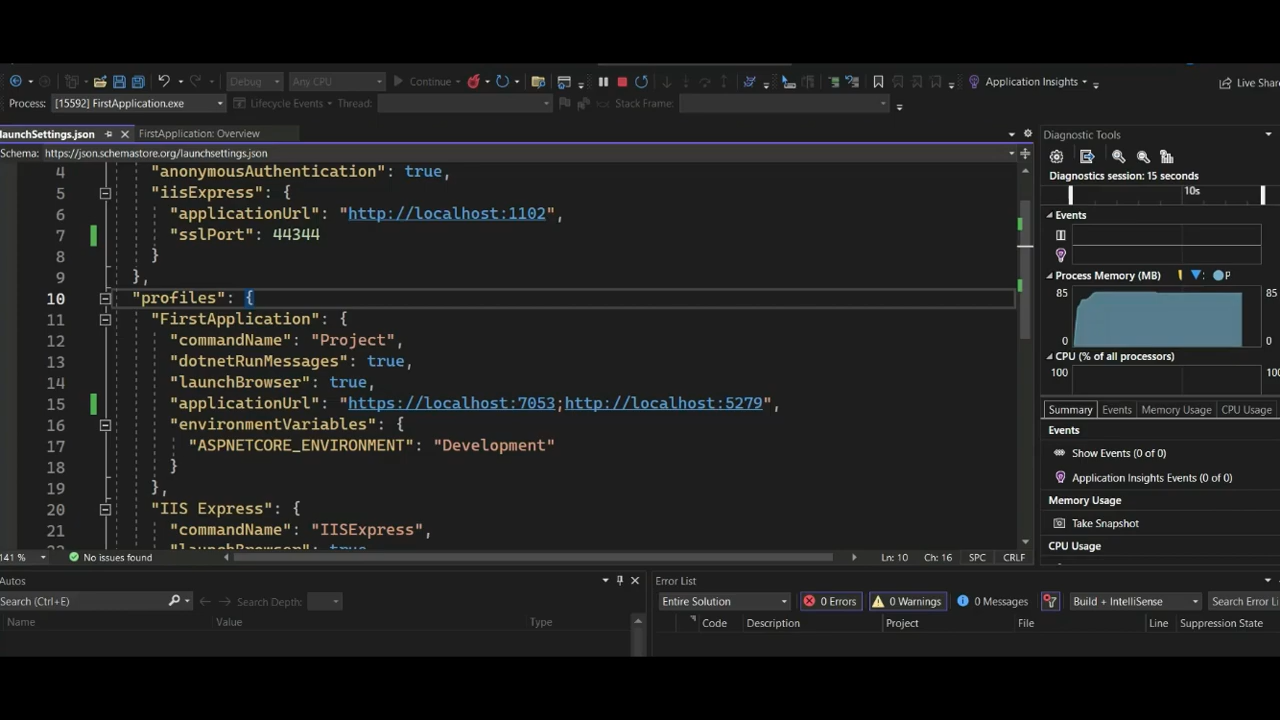 Debug
Any CPU
Continue
Application Insights
Live Share
Process: [15592] FirstApplication.exe
Lifecycle Events
Thread:
Stack Frame:
launchSettings.json
FirstApplication: Overview
Schema: https://json.schemastore.org/launchsettings.json
4 "anonymousAuthentication": true,
5 "iisExpress": {
6 "applicationUrl": "http://localhost:1102",
7 "sslPort": 44344
8 }
9 },
10 "profiles": {
11 "FirstApplication": {
12 "commandName": "Project",
13 "dotnetRunMessages": true,
14 "launchBrowser": true,
15 "applicationUrl": "https://localhost:7053;http://localhost:5279",
16 "environmentVariables": {
17 "ASPNETCORE_ENVIRONMENT": "Development"
18 }
19 },
20 "IIS Express": {
21 "commandName": "IISExpress",
22 "launchBrowser": true
141 %
No issues found
Ln: 10
Ch: 16
SPC
CRLF
Diagnostic Tools
Diagnostics session: 15 seconds
10s
Events
Process Memory (MB)
P
85
85
0
0
CPU (% of all processors)
100
100
Summary
Events
Memory Usage
CPU Usage
Events
Show Events (0 of 0)
Application Insights Events (0 of 0)
Memory Usage
Take Snapshot
CPU Usage
Autos
Search (Ctrl+E)
Search Depth:
Name
Value
Type
Error List
Entire Solution
0 Errors
0 Warnings
0 Messages
Build + IntelliSense
Search Error Li
Code
Description
Project
File
Line
Suppression State